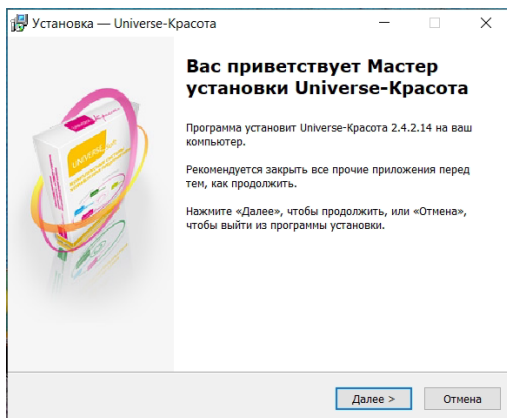 Установка — Universe-Красота
Вас приветствует Мастер
установки Universe-Красота
Программа установит Universe-Красота 2.4.2.14 на ваш
компьютер.
Рекомендуется закрыть все прочие приложения перед
тем, как продолжить.
Нажмите «Далее», чтобы продолжить, или «Отмена»,
чтобы выйти из программы установки.
Далее >
Отмена